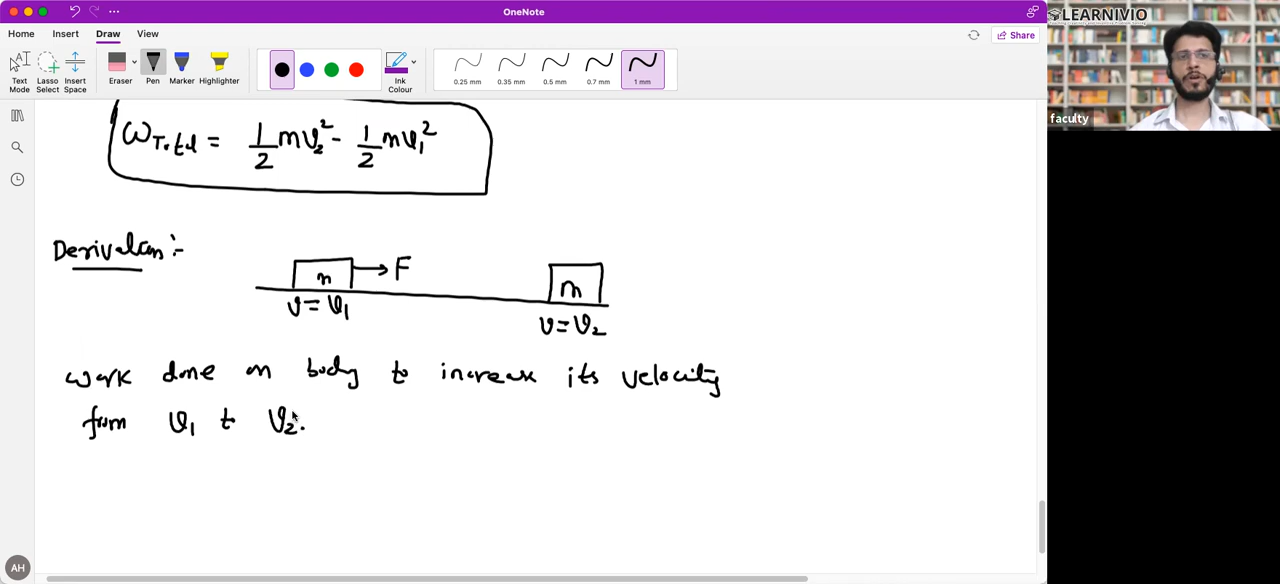 OneNote
LEARNIVIO
Home Insert Draw View
Share
Text Mode
Lasso Select
Insert Space
Eraser
Pen
Marker
Highlighter
Ink Colour
0.25 mm
0.35 mm
0.5 mm
0.7 mm
1 mm
faculty
W Total = 1/2 mv₂² - 1/2 mv₁²
Derivation :-
m → F
m
v = v₁
v = v₂
work done on body to increase its velocity
from v₁ to v₂.
AH